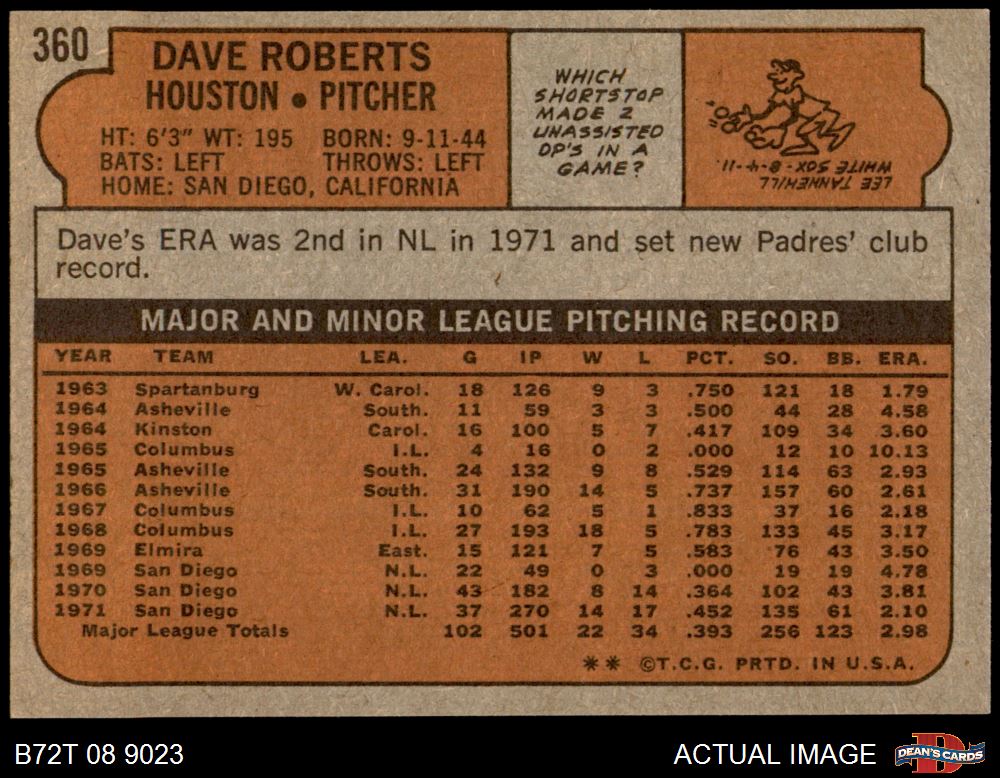 360
DAVE ROBERTS
HOUSTON • PITCHER
HT: 6'3" WT: 195 BORN: 9-11-44
BATS: LEFT THROWS: LEFT
HOME: SAN DIEGO, CALIFORNIA
WHICH
SHORTSTOP
MADE 2
UNASSISTED
DP'S IN A
GAME?
LEE TANNEHILL
WHITE SOX - 8-4-11.
Dave's ERA was 2nd in NL in 1971 and set new Padres' club
record.
MAJOR AND MINOR LEAGUE PITCHING RECORD
YEAR TEAM LEA. G IP W L PCT. SO. BB. ERA.
1963 Spartanburg W. Carol. 18 126 9 3 .750 121 18 1.79
1964 Asheville South. 11 59 3 3 .500 44 28 4.58
1964 Kinston Carol. 16 100 5 7 .417 109 34 3.60
1965 Columbus I.L. 4 16 0 2 .000 12 10 10.13
1965 Asheville South. 24 132 9 8 .529 114 63 2.93
1966 Asheville South. 31 190 14 5 .737 157 60 2.61
1967 Columbus I.L. 10 62 5 1 .833 37 16 2.18
1968 Columbus I.L. 27 193 18 5 .783 133 45 3.17
1969 Elmira East. 15 121 7 5 .583 76 43 3.50
1969 San Diego N.L. 22 49 0 3 .000 19 19 4.78
1970 San Diego N.L. 43 182 8 14 .364 102 43 3.81
1971 San Diego N.L. 37 270 14 17 .452 135 61 2.10
Major League Totals 102 501 22 34 .393 256 123 2.98
** ©T.C.G. PRTD. IN U.S.A.
B72T 08 9023
ACTUAL IMAGE
DEAN'S CARDS